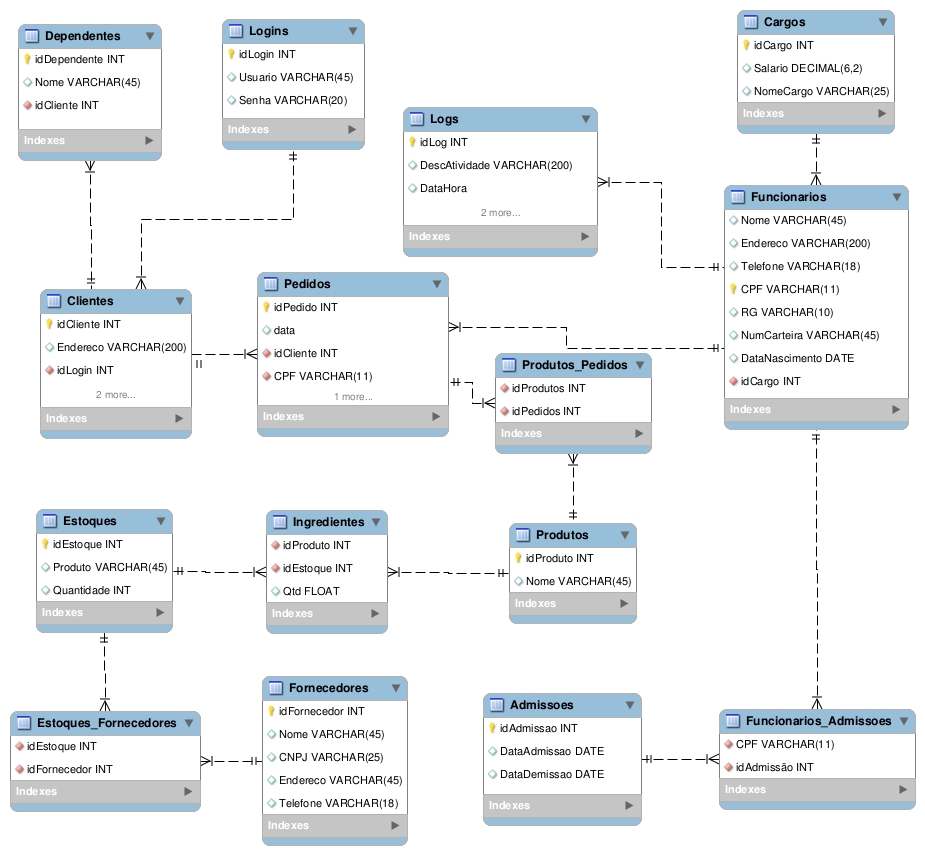 Dependentes
idDependente INT
Nome VARCHAR(45)
idCliente INT
Indexes
Logins
idLogin INT
Usuario VARCHAR(45)
Senha VARCHAR(20)
Indexes
Cargos
idCargo INT
Salario DECIMAL(6,2)
NomeCargo VARCHAR(25)
Indexes
Logs
idLog INT
DescAtividade VARCHAR(200)
DataHora
2 more...
Indexes
Funcionarios
Nome VARCHAR(45)
Endereco VARCHAR(200)
Telefone VARCHAR(18)
CPF VARCHAR(11)
RG VARCHAR(10)
NumCarteira VARCHAR(45)
DataNascimento DATE
idCargo INT
Indexes
Clientes
idCliente INT
Endereco VARCHAR(200)
idLogin INT
2 more...
Indexes
Pedidos
idPedido INT
data
idCliente INT
CPF VARCHAR(11)
1 more...
Indexes
Produtos_Pedidos
idProdutos INT
idPedidos INT
Indexes
Estoques
idEstoque INT
Produto VARCHAR(45)
Quantidade INT
Indexes
Ingredientes
idProduto INT
idEstoque INT
Qtd FLOAT
Indexes
Produtos
idProduto INT
Nome VARCHAR(45)
Indexes
Estoques_Fornecedores
idEstoque INT
idFornecedor INT
Indexes
Fornecedores
idFornecedor INT
Nome VARCHAR(45)
CNPJ VARCHAR(25)
Endereco VARCHAR(45)
Telefone VARCHAR(18)
Indexes
Admissoes
idAdmissao INT
DataAdmissao DATE
DataDemissao DATE
Indexes
Funcionarios_Admissoes
CPF VARCHAR(11)
idAdmissão INT
Indexes